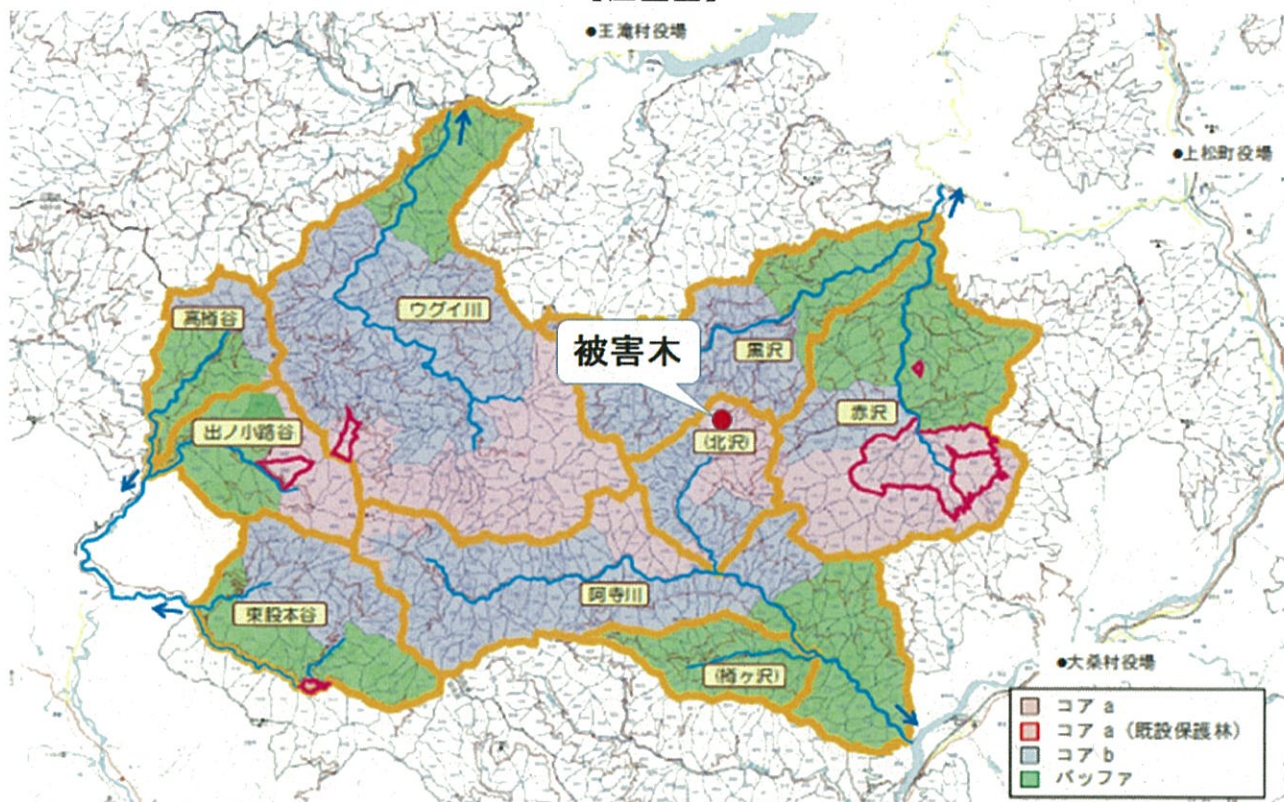 ●王滝村役場
●上松町役場
高樽谷
ウグイ川
被害木
黒沢
赤沢
出ノ小路谷
(北沢)
阿寺川
東股本谷
(樽ヶ沢)
●大桑村役場
コア a
コア a (既設保護林)
コア b
バッファ